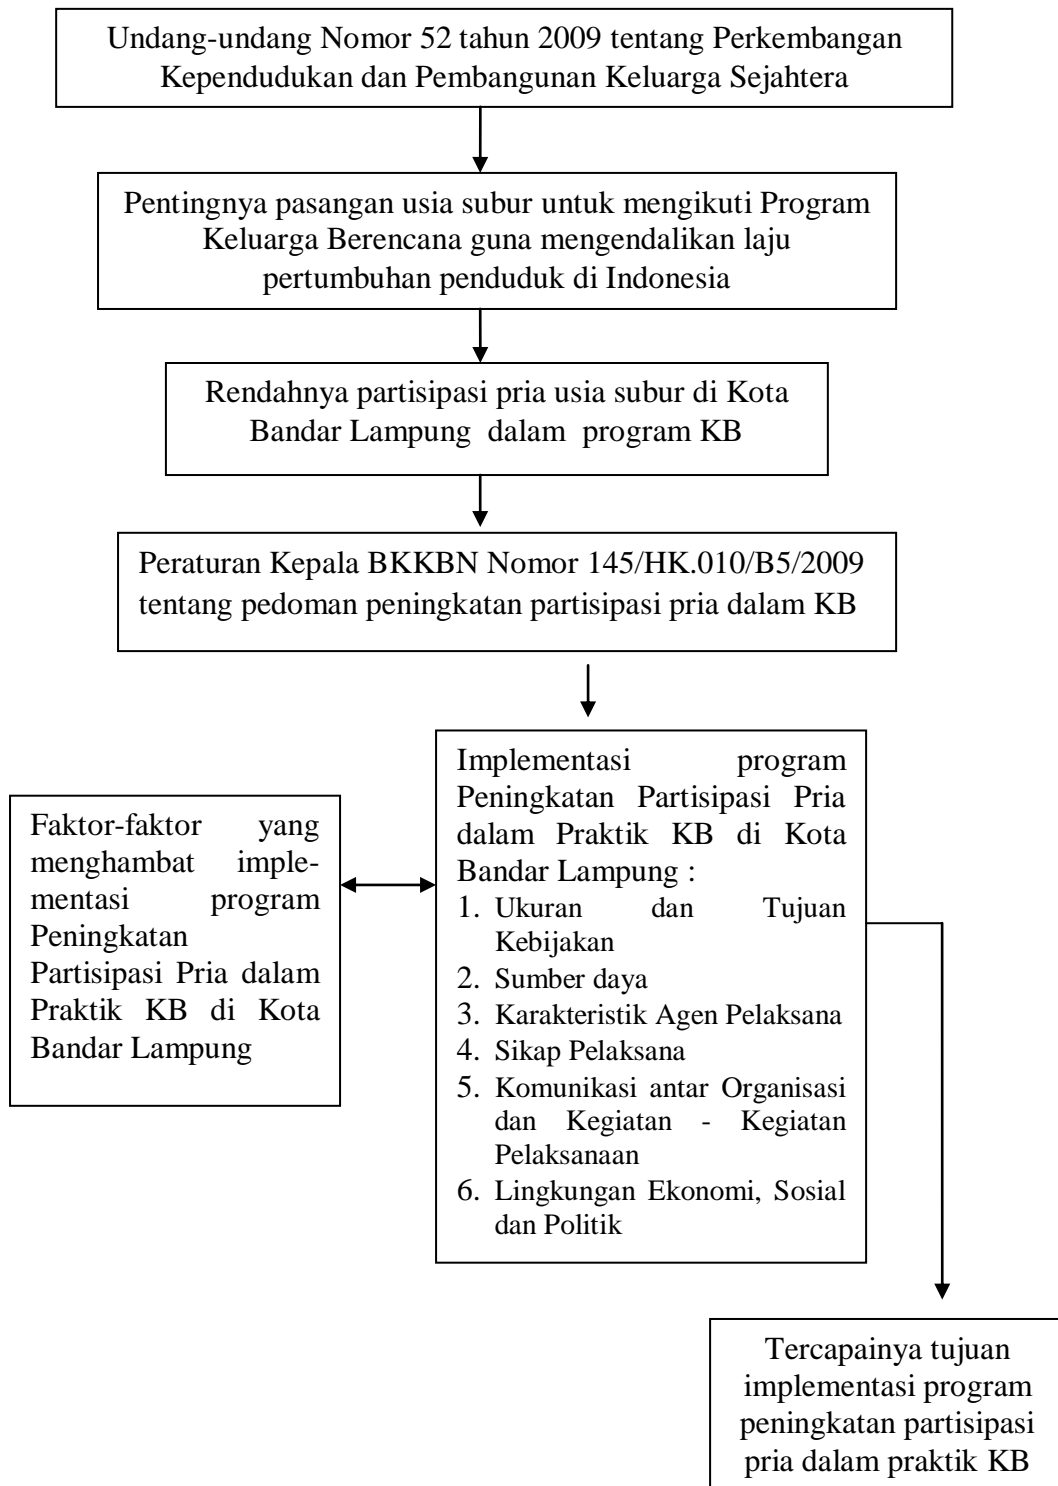 Undang-undang Nomor 52 tahun 2009 tentang Perkembangan
Kependudukan dan Pembangunan Keluarga Sejahtera
Pentingnya pasangan usia subur untuk mengikuti Program
Keluarga Berencana guna mengendalikan laju
pertumbuhan penduduk di Indonesia
Rendahnya partisipasi pria usia subur di Kota
Bandar Lampung dalam program KB
Peraturan Kepala BKKBN Nomor 145/HK.010/B5/2009
tentang pedoman peningkatan partisipasi pria dalam KB
Faktor-faktor yang
menghambat imple-
mentasi program
Peningkatan
Partisipasi Pria dalam
Praktik KB di Kota
Bandar Lampung
Implementasi program
Peningkatan Partisipasi Pria
dalam Praktik KB di Kota
Bandar Lampung :
1. Ukuran dan Tujuan
Kebijakan
2. Sumber daya
3. Karakteristik Agen Pelaksana
4. Sikap Pelaksana
5. Komunikasi antar Organisasi
dan Kegiatan - Kegiatan
Pelaksanaan
6. Lingkungan Ekonomi, Sosial
dan Politik
Tercapainya tujuan
implementasi program
peningkatan partisipasi
pria dalam praktik KB